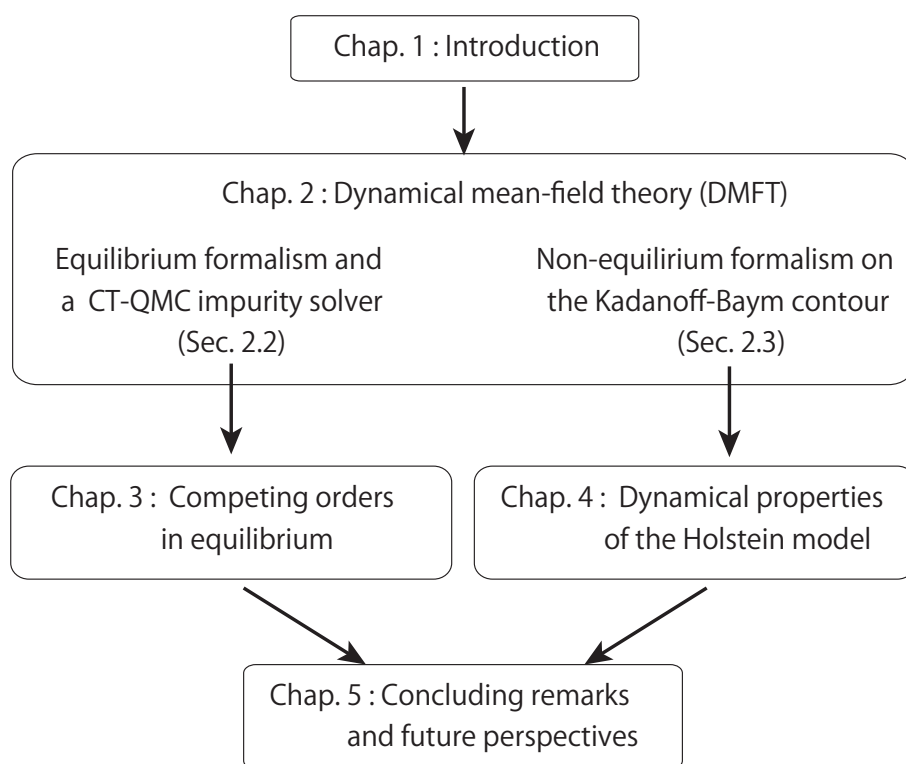 Chap. 1 : Introduction
Chap. 2 : Dynamical mean-field theory (DMFT)
Equilibrium formalism and
a CT-QMC impurity solver
(Sec. 2.2)
Non-equilirium formalism on
the Kadanoff-Baym contour
(Sec. 2.3)
Chap. 3 : Competing orders
in equilibrium
Chap. 4 : Dynamical properties
of the Holstein model
Chap. 5 : Concluding remarks
and future perspectives